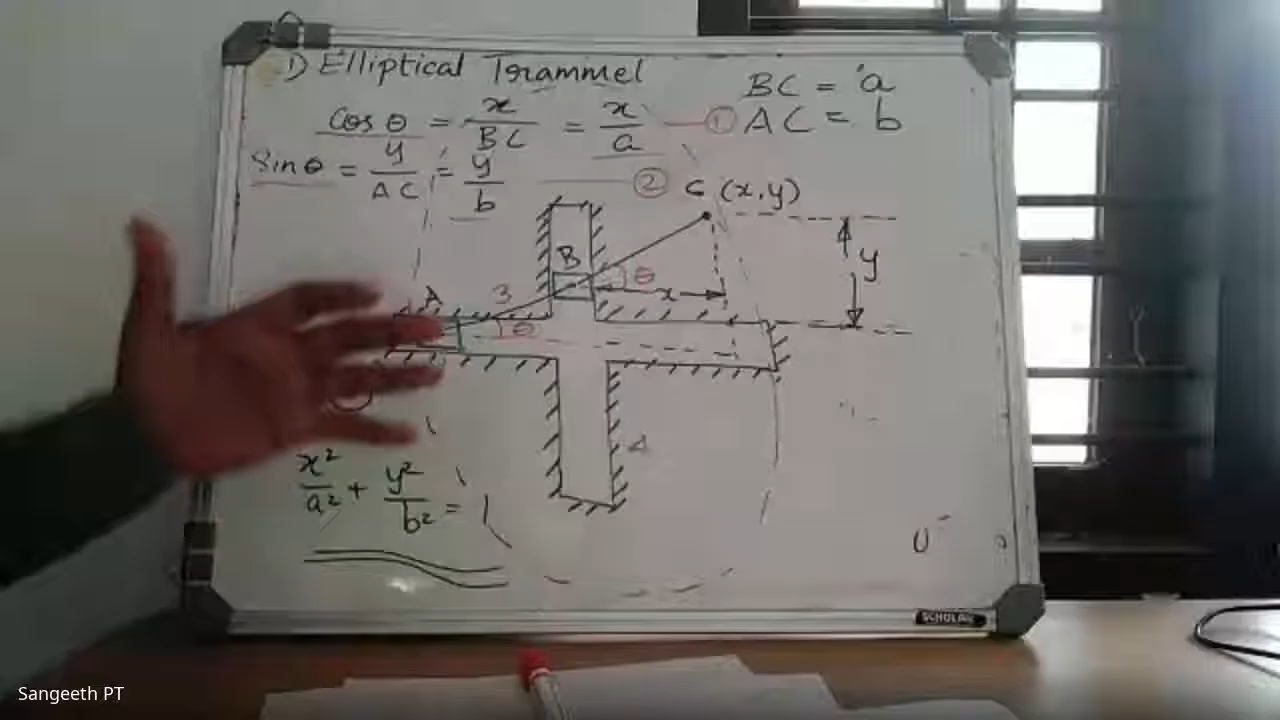 1) Elliptical Trammel
BC = a
AC = b
cos θ = x/BC = x/a — ①
Sin θ = y/AC = y/b — ②
C (x,y)
B
θ
x
y
A
3
θ
4
x²/a² + y²/b² = 1
SCHOLAR
Sangeeth PT